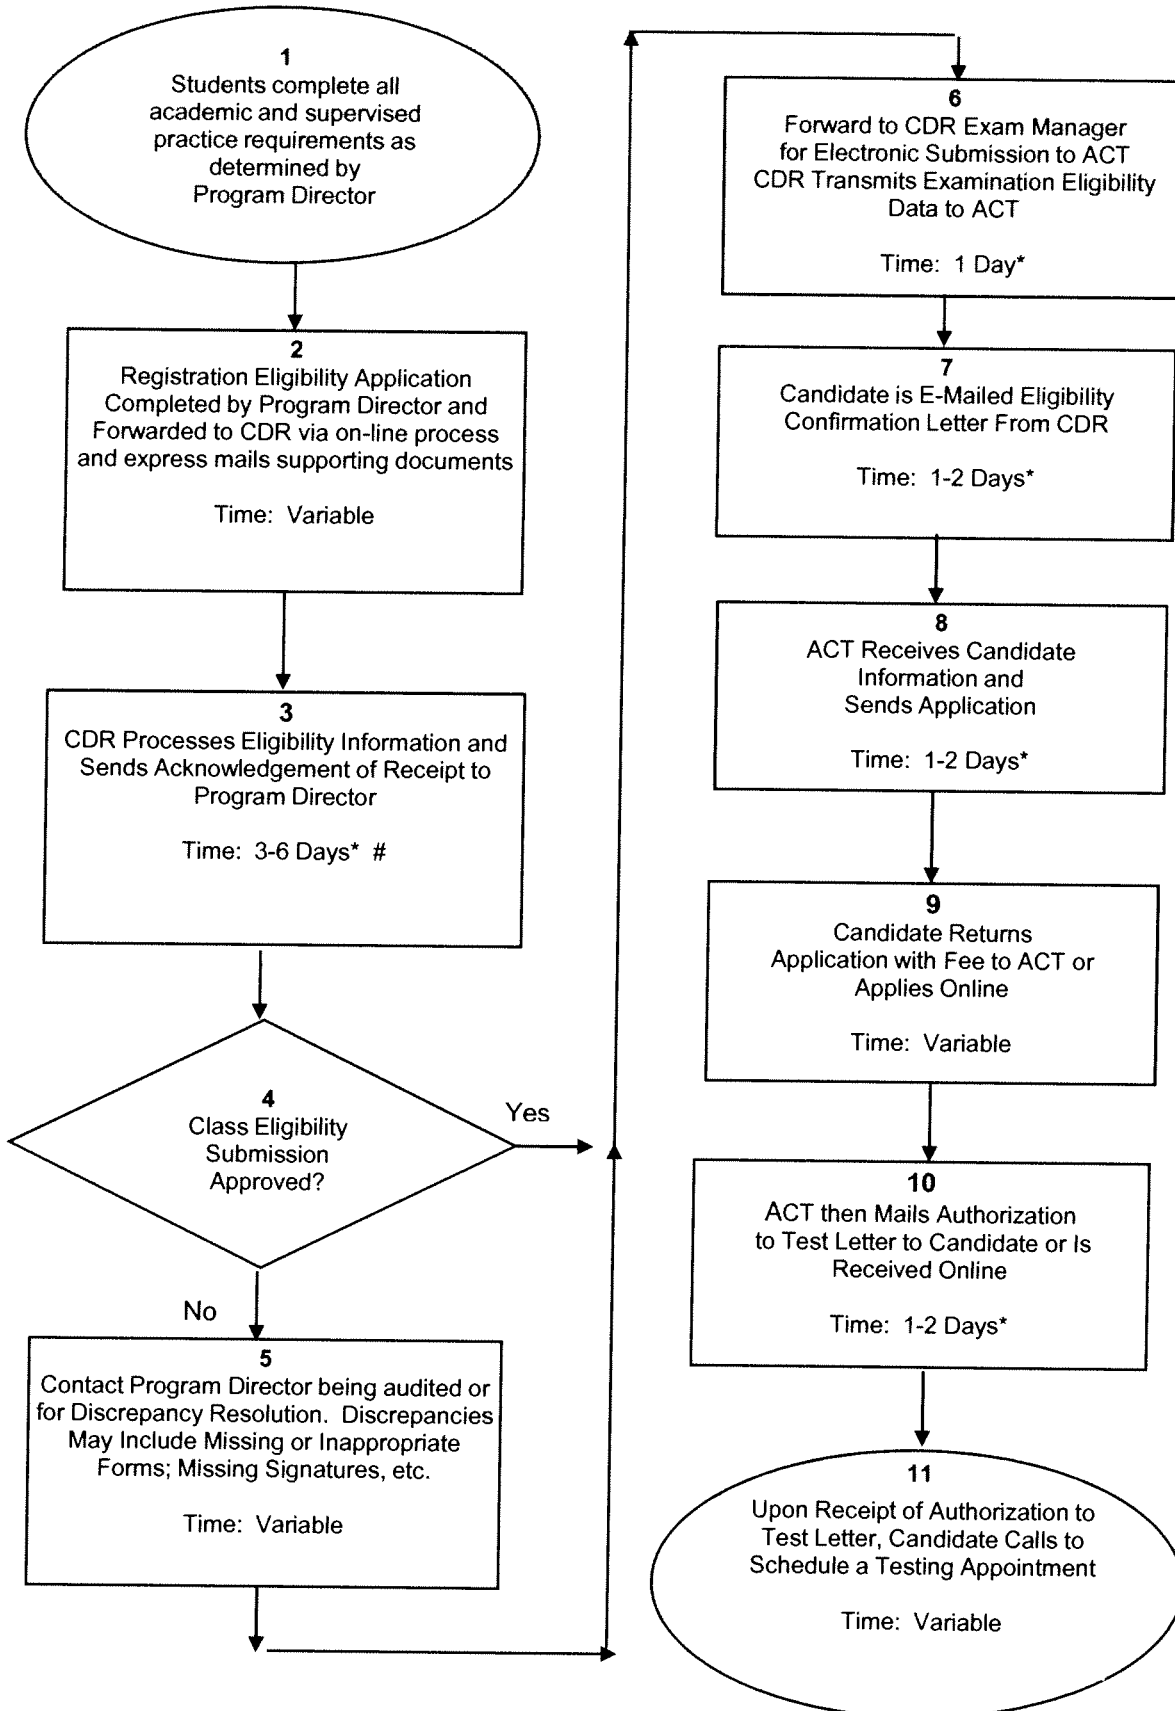 1
Students complete all
academic and supervised
practice requirements as
determined by
Program Director
2
Registration Eligibility Application
Completed by Program Director and
Forwarded to CDR via on-line process
and express mails supporting documents
Time: Variable
3
CDR Processes Eligibility Information and
Sends Acknowledgement of Receipt to
Program Director
Time: 3-6 Days* #
4
Class Eligibility
Submission
Approved?
Yes
No
5
Contact Program Director being audited or
for Discrepancy Resolution. Discrepancies
May Include Missing or Inappropriate
Forms; Missing Signatures, etc.
Time: Variable
6
Forward to CDR Exam Manager
for Electronic Submission to ACT
CDR Transmits Examination Eligibility
Data to ACT
Time: 1 Day*
7
Candidate is E-Mailed Eligibility
Confirmation Letter From CDR
Time: 1-2 Days*
8
ACT Receives Candidate
Information and
Sends Application
Time: 1-2 Days*
9
Candidate Returns
Application with Fee to ACT or
Applies Online
Time: Variable
10
ACT then Mails Authorization
to Test Letter to Candidate or Is
Received Online
Time: 1-2 Days*
11
Upon Receipt of Authorization to
Test Letter, Candidate Calls to
Schedule a Testing Appointment
Time: Variable